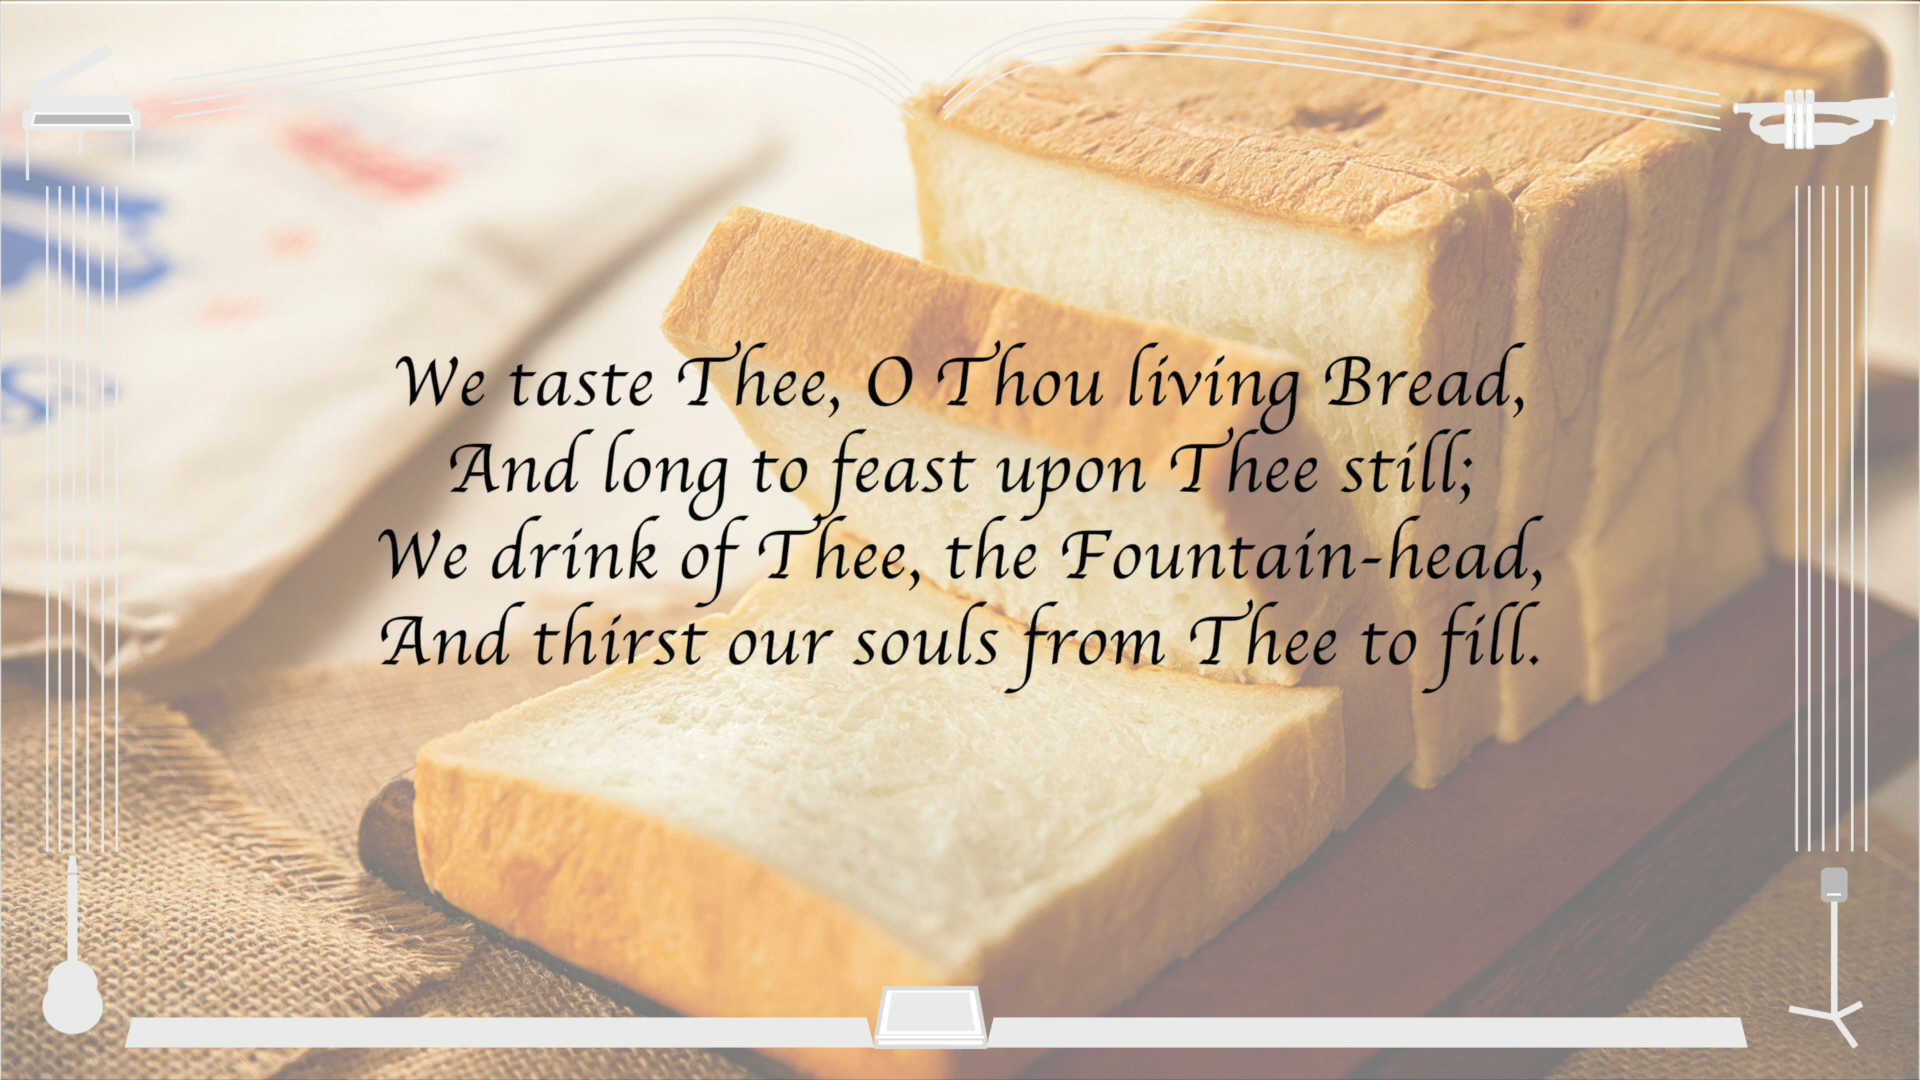 We taste Thee, O Thou living Bread,
And long to feast upon Thee still;
We drink of Thee, the Fountain-head,
And thirst our souls from Thee to fill.